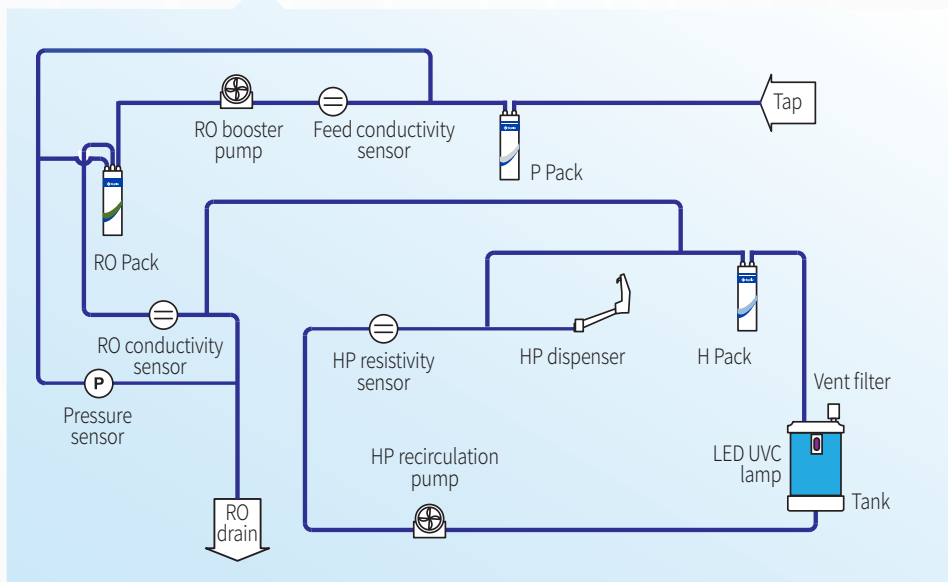 Tap
RO booster
pump
Feed conductivity
sensor
P Pack
RO Pack
RO conductivity
sensor
HP resistivity
sensor
HP dispenser
H Pack
P
Pressure
sensor
Vent filter
LED UVC
lamp
Tank
HP recirculation
pump
RO
drain